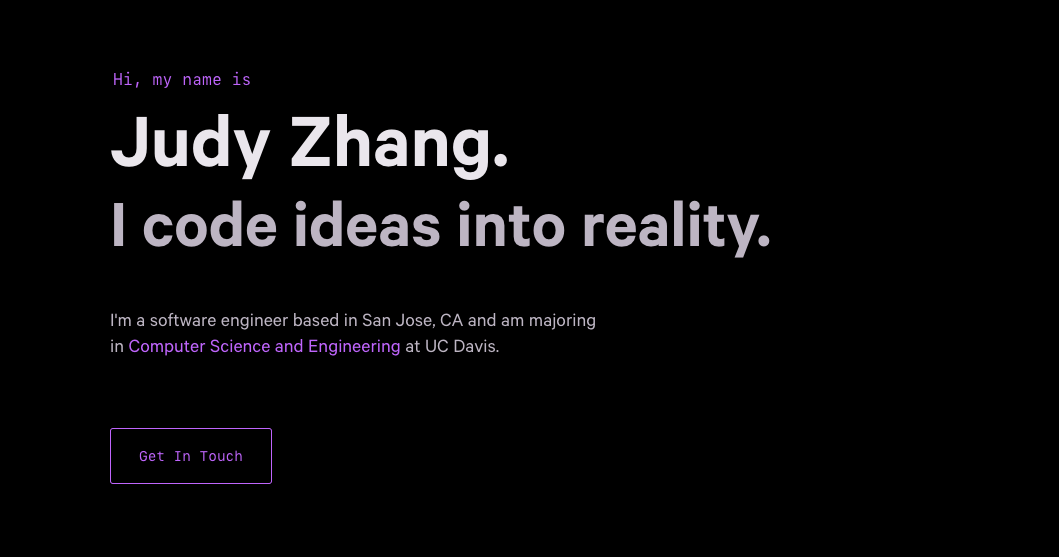 Hi, my name is
Judy Zhang.
I code ideas into reality.
I'm a software engineer based in San Jose, CA and am majoring
in Computer Science and Engineering at UC Davis.
Get In Touch